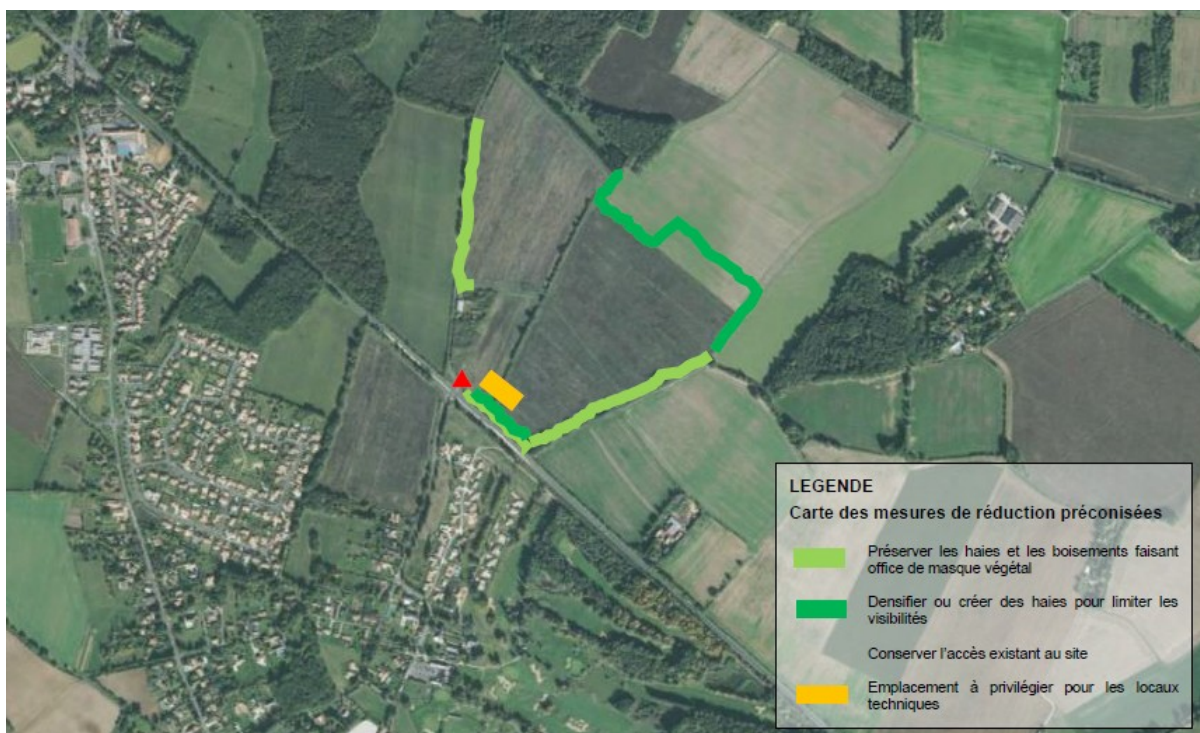 LEGENDE
Carte des mesures de réduction préconisées
Préserver les haies et les boisements faisant
office de masque végétal
Densifier ou créer des haies pour limiter les
visibilités
Conserver l'accès existant au site
Emplacement à privilégier pour les locaux
techniques